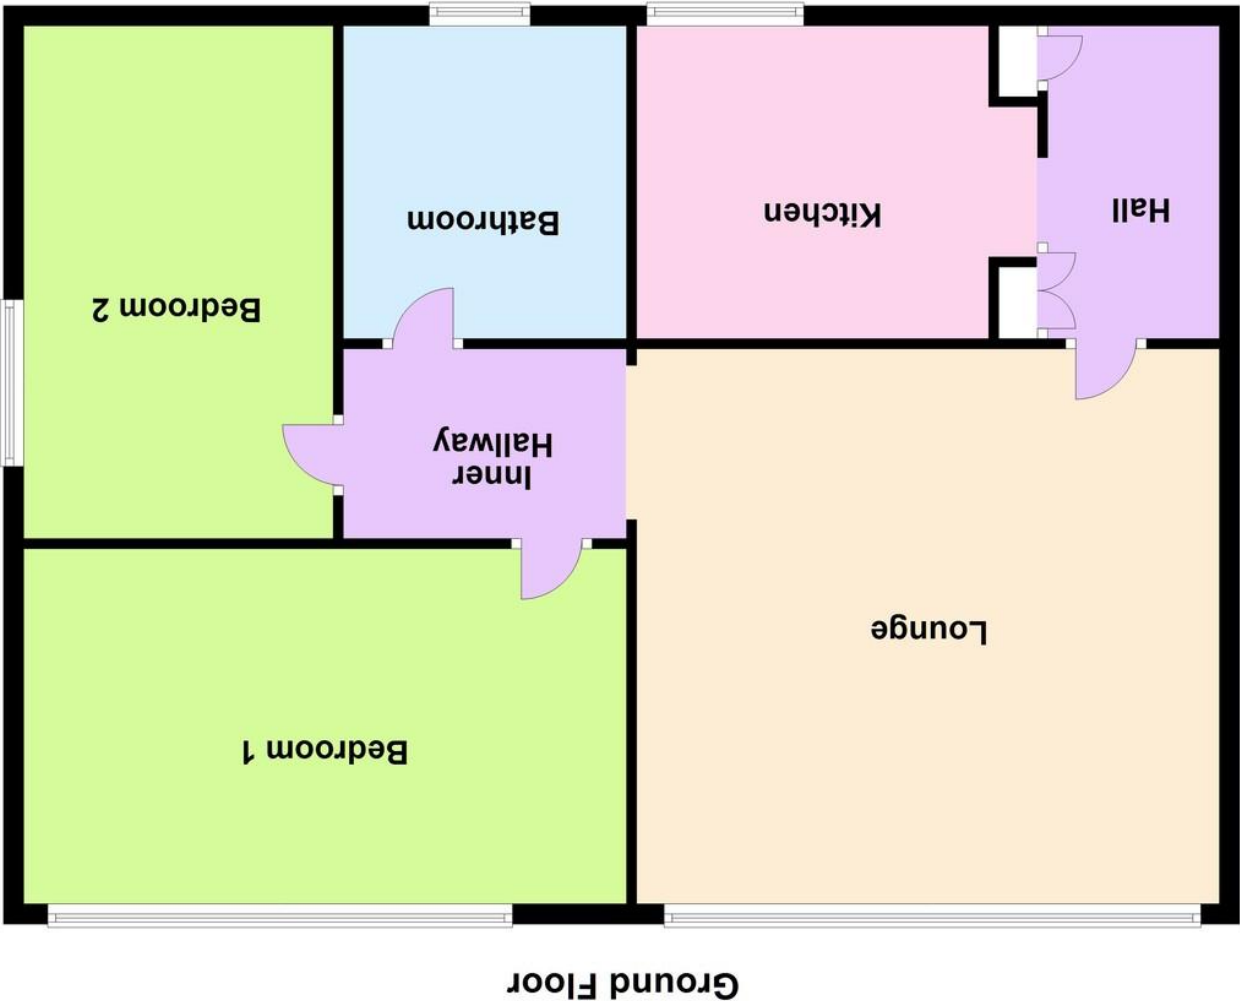 Ground Floor
Bedroom 1
Lounge
Inner
Hallway
Bedroom 2
Bathroom
Kitchen
Hall